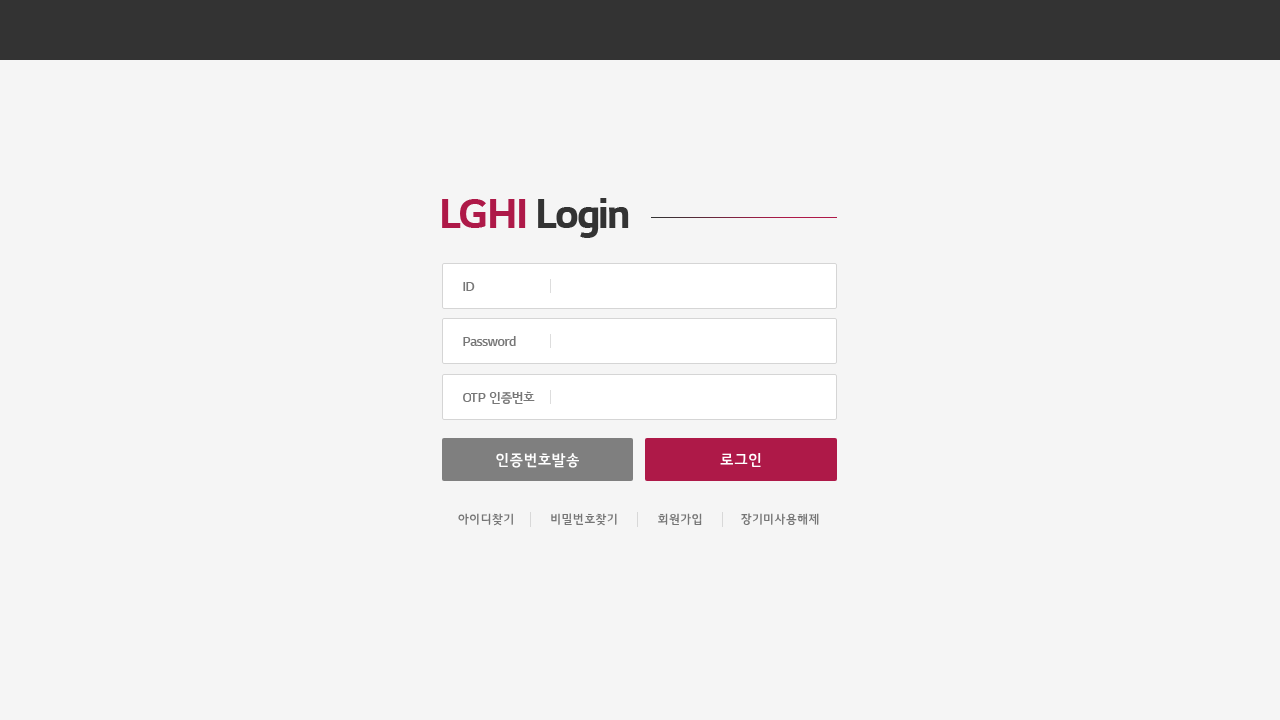 LGHI Login
ID
Password
OTP 인증번호
인증번호발송 로그인
아이디찾기 비밀번호찾기 회원가입 장기미사용해제